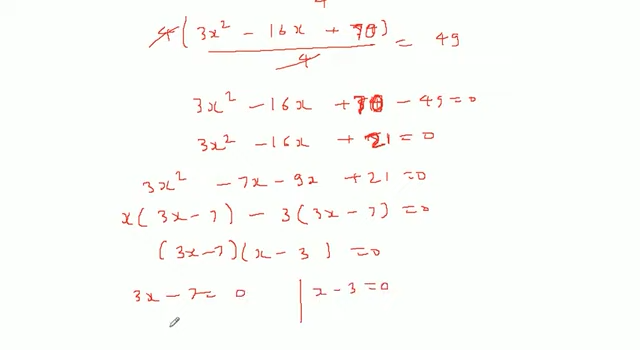 4
4(3x² - 16x + 70) / 4 = 49
3x² - 16x + 70 - 49 = 0
3x² - 16x + 21 = 0
3x² - 7x - 9x + 21 = 0
x(3x - 7) - 3(3x - 7) = 0
(3x - 7)(x - 3) = 0
3x - 7 = 0 | x - 3 = 0